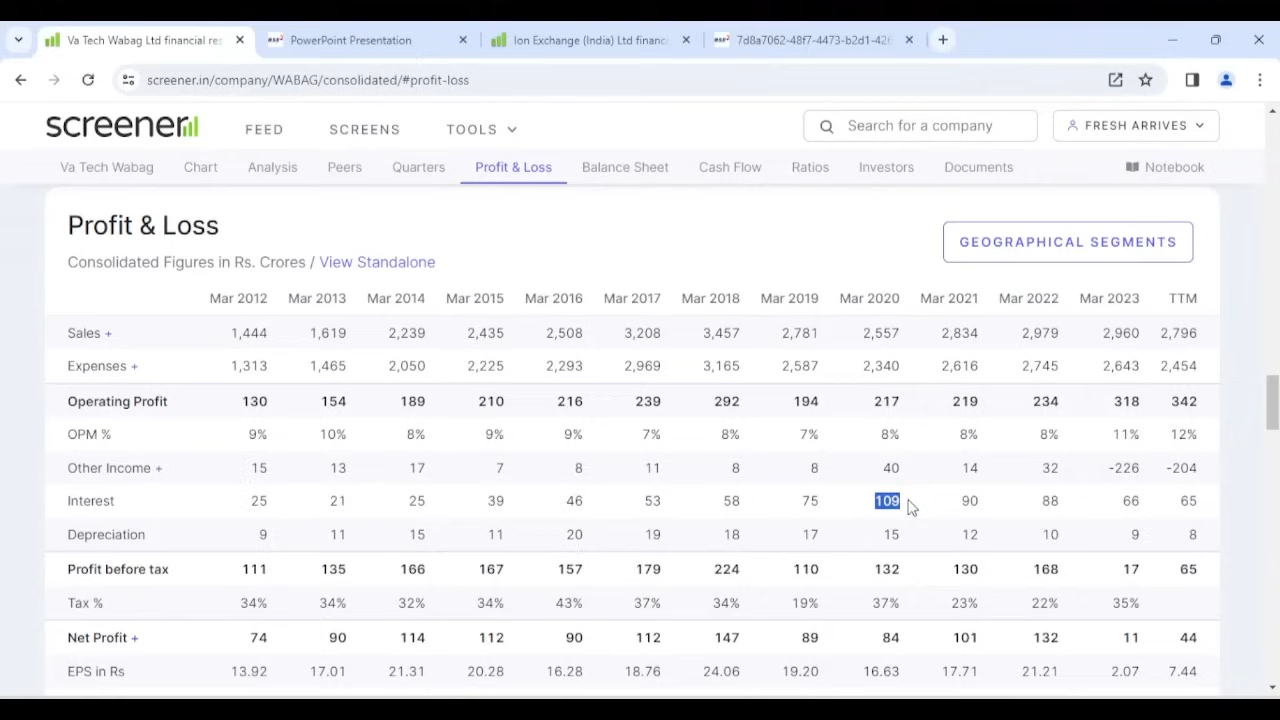 Va Tech Wabag Ltd financial res
PowerPoint Presentation
Ion Exchange (India) Ltd financ
7d8a7062-48f7-4473-b2d1-426
screener.in/company/WABAG/consolidated/#profit-loss
screener FEED SCREENS TOOLS Search for a company FRESH ARRIVES
Va Tech Wabag Chart Analysis Peers Quarters Profit & Loss Balance Sheet Cash Flow Ratios Investors Documents Notebook
Profit & Loss
GEOGRAPHICAL SEGMENTS
Consolidated Figures in Rs. Crores / View Standalone
Mar 2012 Mar 2013 Mar 2014 Mar 2015 Mar 2016 Mar 2017 Mar 2018 Mar 2019 Mar 2020 Mar 2021 Mar 2022 Mar 2023 TTM
Sales + 1,444 1,619 2,239 2,435 2,508 3,208 3,457 2,781 2,557 2,834 2,979 2,960 2,796
Expenses + 1,313 1,465 2,050 2,225 2,293 2,969 3,165 2,587 2,340 2,616 2,745 2,643 2,454
Operating Profit 130 154 189 210 216 239 292 194 217 219 234 318 342
OPM % 9% 10% 8% 9% 9% 7% 8% 7% 8% 8% 8% 11% 12%
Other Income + 15 13 17 7 8 11 8 8 40 14 32 -226 -204
Interest 25 21 25 39 46 53 58 75 109 90 88 66 65
Depreciation 9 11 15 11 20 19 18 17 15 12 10 9 8
Profit before tax 111 135 166 167 157 179 224 110 132 130 168 17 65
Tax % 34% 34% 32% 34% 43% 37% 34% 19% 37% 23% 22% 35%
Net Profit + 74 90 114 112 90 112 147 89 84 101 132 11 44
EPS in Rs 13.92 17.01 21.31 20.28 16.28 18.76 24.06 19.20 16.63 17.71 21.21 2.07 7.44